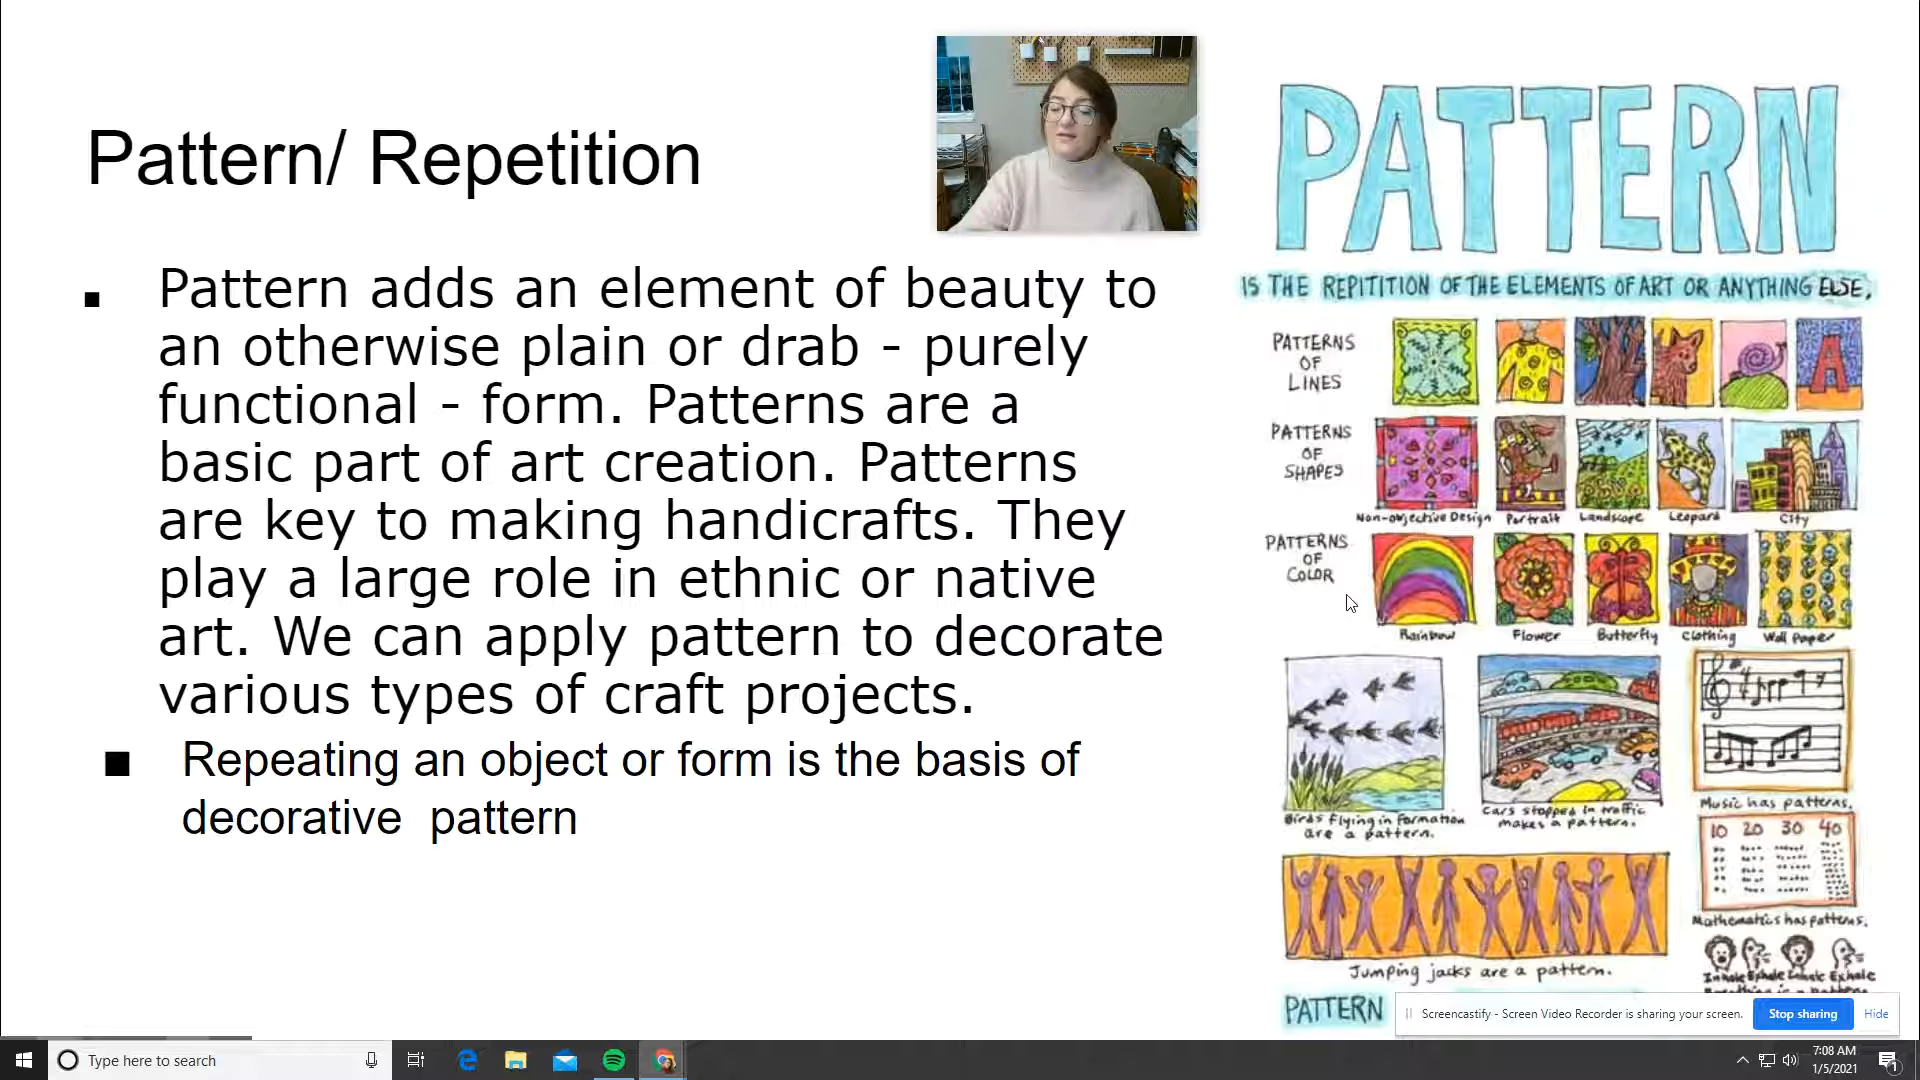 Pattern/ Repetition
■ Pattern adds an element of beauty to
an otherwise plain or drab - purely
functional - form. Patterns are a
basic part of art creation. Patterns
are key to making handicrafts. They
play a large role in ethnic or native
art. We can apply pattern to decorate
various types of craft projects.
■ Repeating an object or form is the basis of
decorative pattern
PATTERN
IS THE REPITITION OF THE ELEMENTS OF ART OR ANYTHING ELSE.
PATTERNS
OF
LINES
A
PATTERNS
OF
SHAPES
Non-objective Design Portrait Landscape Leopard City
PATTERNS
OF
COLOR
Rainbow Flower Butterfly Clothing Wall Paper
Birds flying in formation
are a pattern.
Cars stopped in traffic
makes a pattern.
Music has patterns.
10 20 30 40
Mathematics has patterns.
Jumping jacks are a pattern.
Inhale Exhale Inhale Exhale
PATTERN
Screencastify - Screen Video Recorder is sharing your screen.
Stop sharing
Hide
Type here to search
7:08 AM
1/5/2021
1